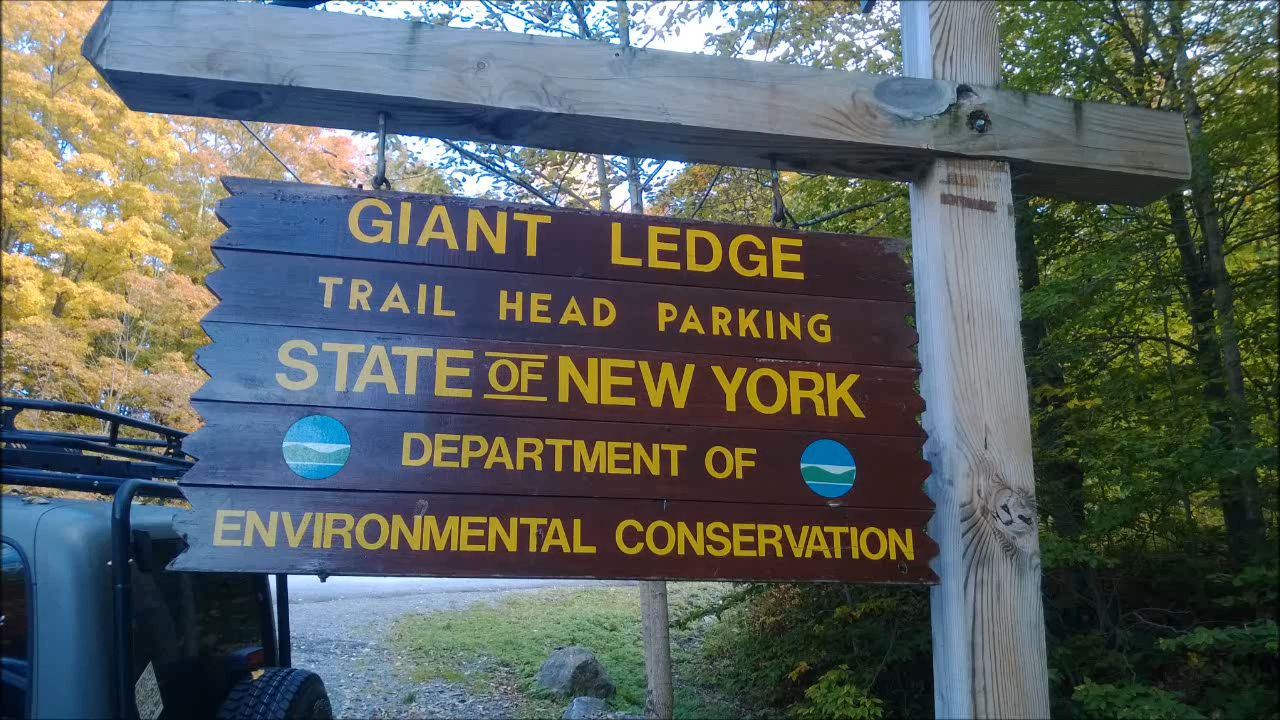 GIANT LEDGE
TRAIL HEAD PARKING
STATE OF NEW YORK
DEPARTMENT OF
ENVIRONMENTAL CONSERVATION